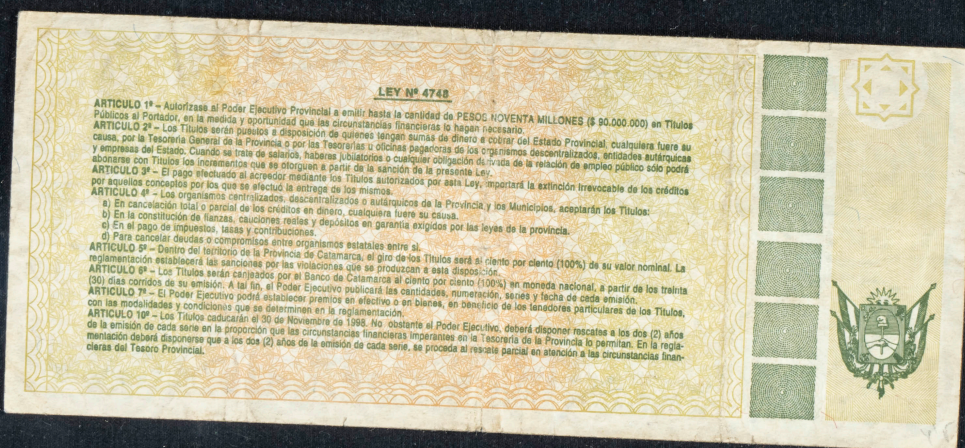 LEY Nº 4748
ARTICULO 1º – Autorízase al Poder Ejecutivo Provincial a emitir hasta la cantidad de PESOS NOVENTA MILLONES ($ 90.000.000) en Títulos
Públicos al Portador, en la medida y oportunidad que las circunstancias financieras lo hagan necesario.
ARTICULO 2º – Los Títulos serán puestos a disposición de quienes tengan sumas de dinero a cobrar del Estado Provincial, cualquiera fuere su
causa, por la Tesorería General de la Provincia o por las Tesorerías u oficinas pagadoras de los organismos descentralizados, entidades autárquicas
y empresas del Estado. Cuando se trate de salarios, haberes jubilatorios o cualquier obligación derivada de la relación de empleo público sólo podrá
abonarse con Títulos los incrementos que se otorguen a partir de la sanción de la presente Ley.
ARTICULO 3º – El pago efectuado al acreedor mediante los Títulos autorizados por esta Ley, importará la extinción irrevocable de los créditos
por aquellos conceptos por los que se efectuó la entrega de los mismos.
ARTICULO 4º – Los organismos centralizados, descentralizados o autárquicos de la Provincia y los Municipios, aceptarán los Títulos:
a) En cancelación total o parcial de los créditos en dinero, cualquiera fuere su causa.
b) En la constitución de fianzas, cauciones reales y depósitos en garantía exigidos por las leyes de la provincia.
c) En el pago de impuestos, tasas y contribuciones.
d) Para cancelar deudas o compromisos entre organismos estatales entre sí.
ARTICULO 5º – Dentro del territorio de la Provincia de Catamarca, el giro de los Títulos será al ciento por ciento (100%) de su valor nominal. La
reglamentación establecerá las sanciones por las violaciones que se produzcan a esta disposición.
ARTICULO 6º – Los Títulos serán canjeados por el Banco de Catamarca al ciento por ciento (100%) en moneda nacional, a partir de los treinta
(30) días corridos de su emisión. A tal fin, el Poder Ejecutivo publicará las cantidades, numeración, series y fecha de cada emisión.
ARTICULO 7º – El Poder Ejecutivo podrá establecer premios en efectivo o en bienes, en beneficio de los tenedores particulares de los Títulos,
con las modalidades y condiciones que se determinen en la reglamentación.
ARTICULO 10º – Los Títulos caducarán el 30 de Noviembre de 1998. No obstante el Poder Ejecutivo, deberá disponer rescates a los dos (2) años
de la emisión de cada serie en la proporción que las circunstancias financieras imperantes en la Tesorería de la Provincia lo permitan. En la regla-
mentación deberá disponerse que a los dos (2) años de la emisión de cada serie, se proceda al rescate parcial en atención a las circunstancias finan-
cieras del Tesoro Provincial.